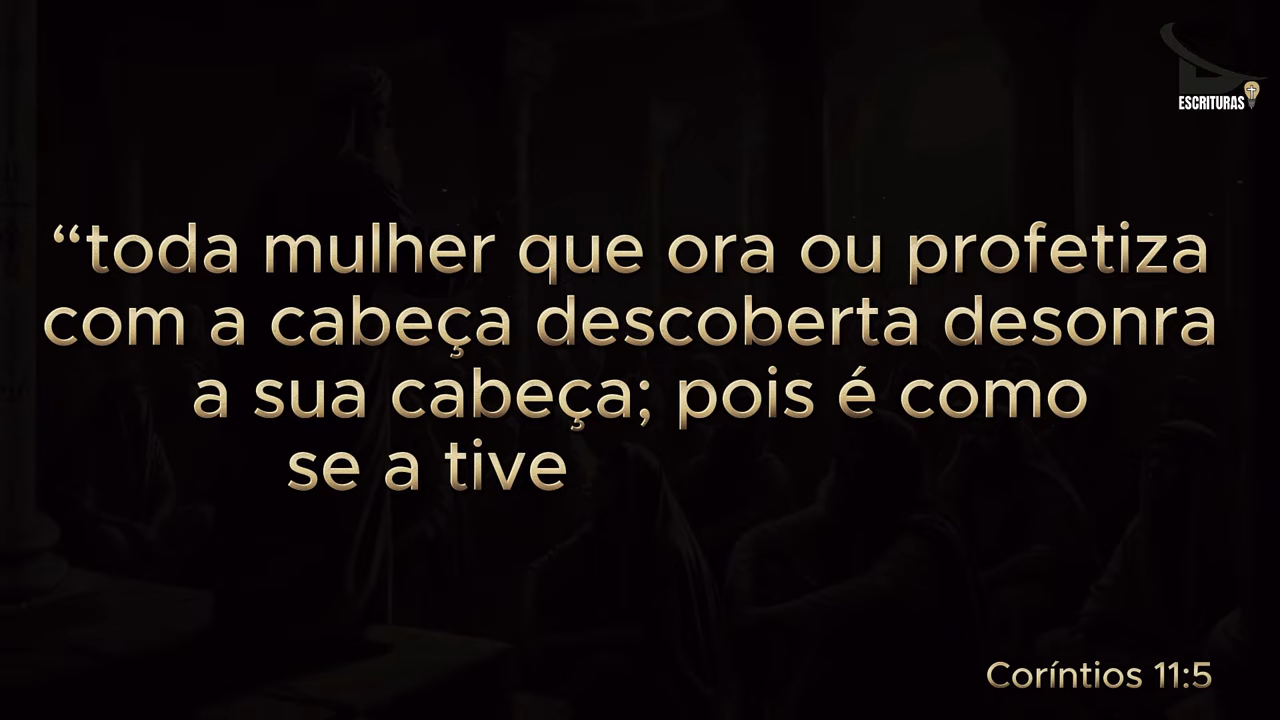 ESCRITURAS
“toda mulher que ora ou profetiza
com a cabeça descoberta desonra
a sua cabeça; pois é como
se a tive
Coríntios 11:5